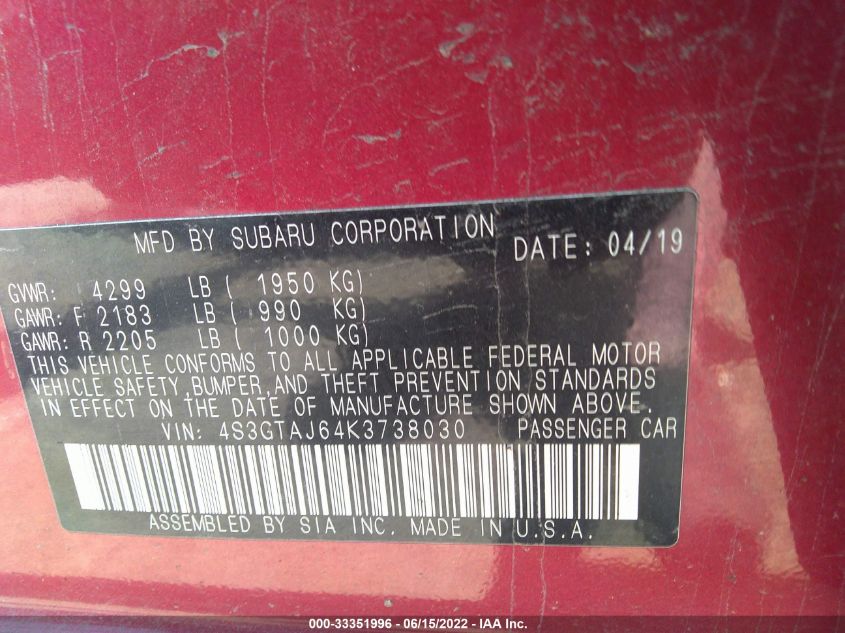 MFD BY SUBARU CORPORATION DATE: 04/19
GVWR: 4299 LB ( 1950 KG)
GAWR: F 2183 LB ( 990 KG)
GAWR: R 2205 LB ( 1000 KG)
THIS VEHICLE CONFORMS TO ALL APPLICABLE FEDERAL MOTOR
VEHICLE SAFETY,BUMPER,AND THEFT PREVENTION STANDARDS
IN EFFECT ON THE DATE OF MANUFACTURE SHOWN ABOVE.
VIN: 4S3GTAJ64K3738030 PASSENGER CAR
ASSEMBLED BY SIA INC. MADE IN U.S.A.
000-33351996 - 06/15/2022 - IAA Inc.